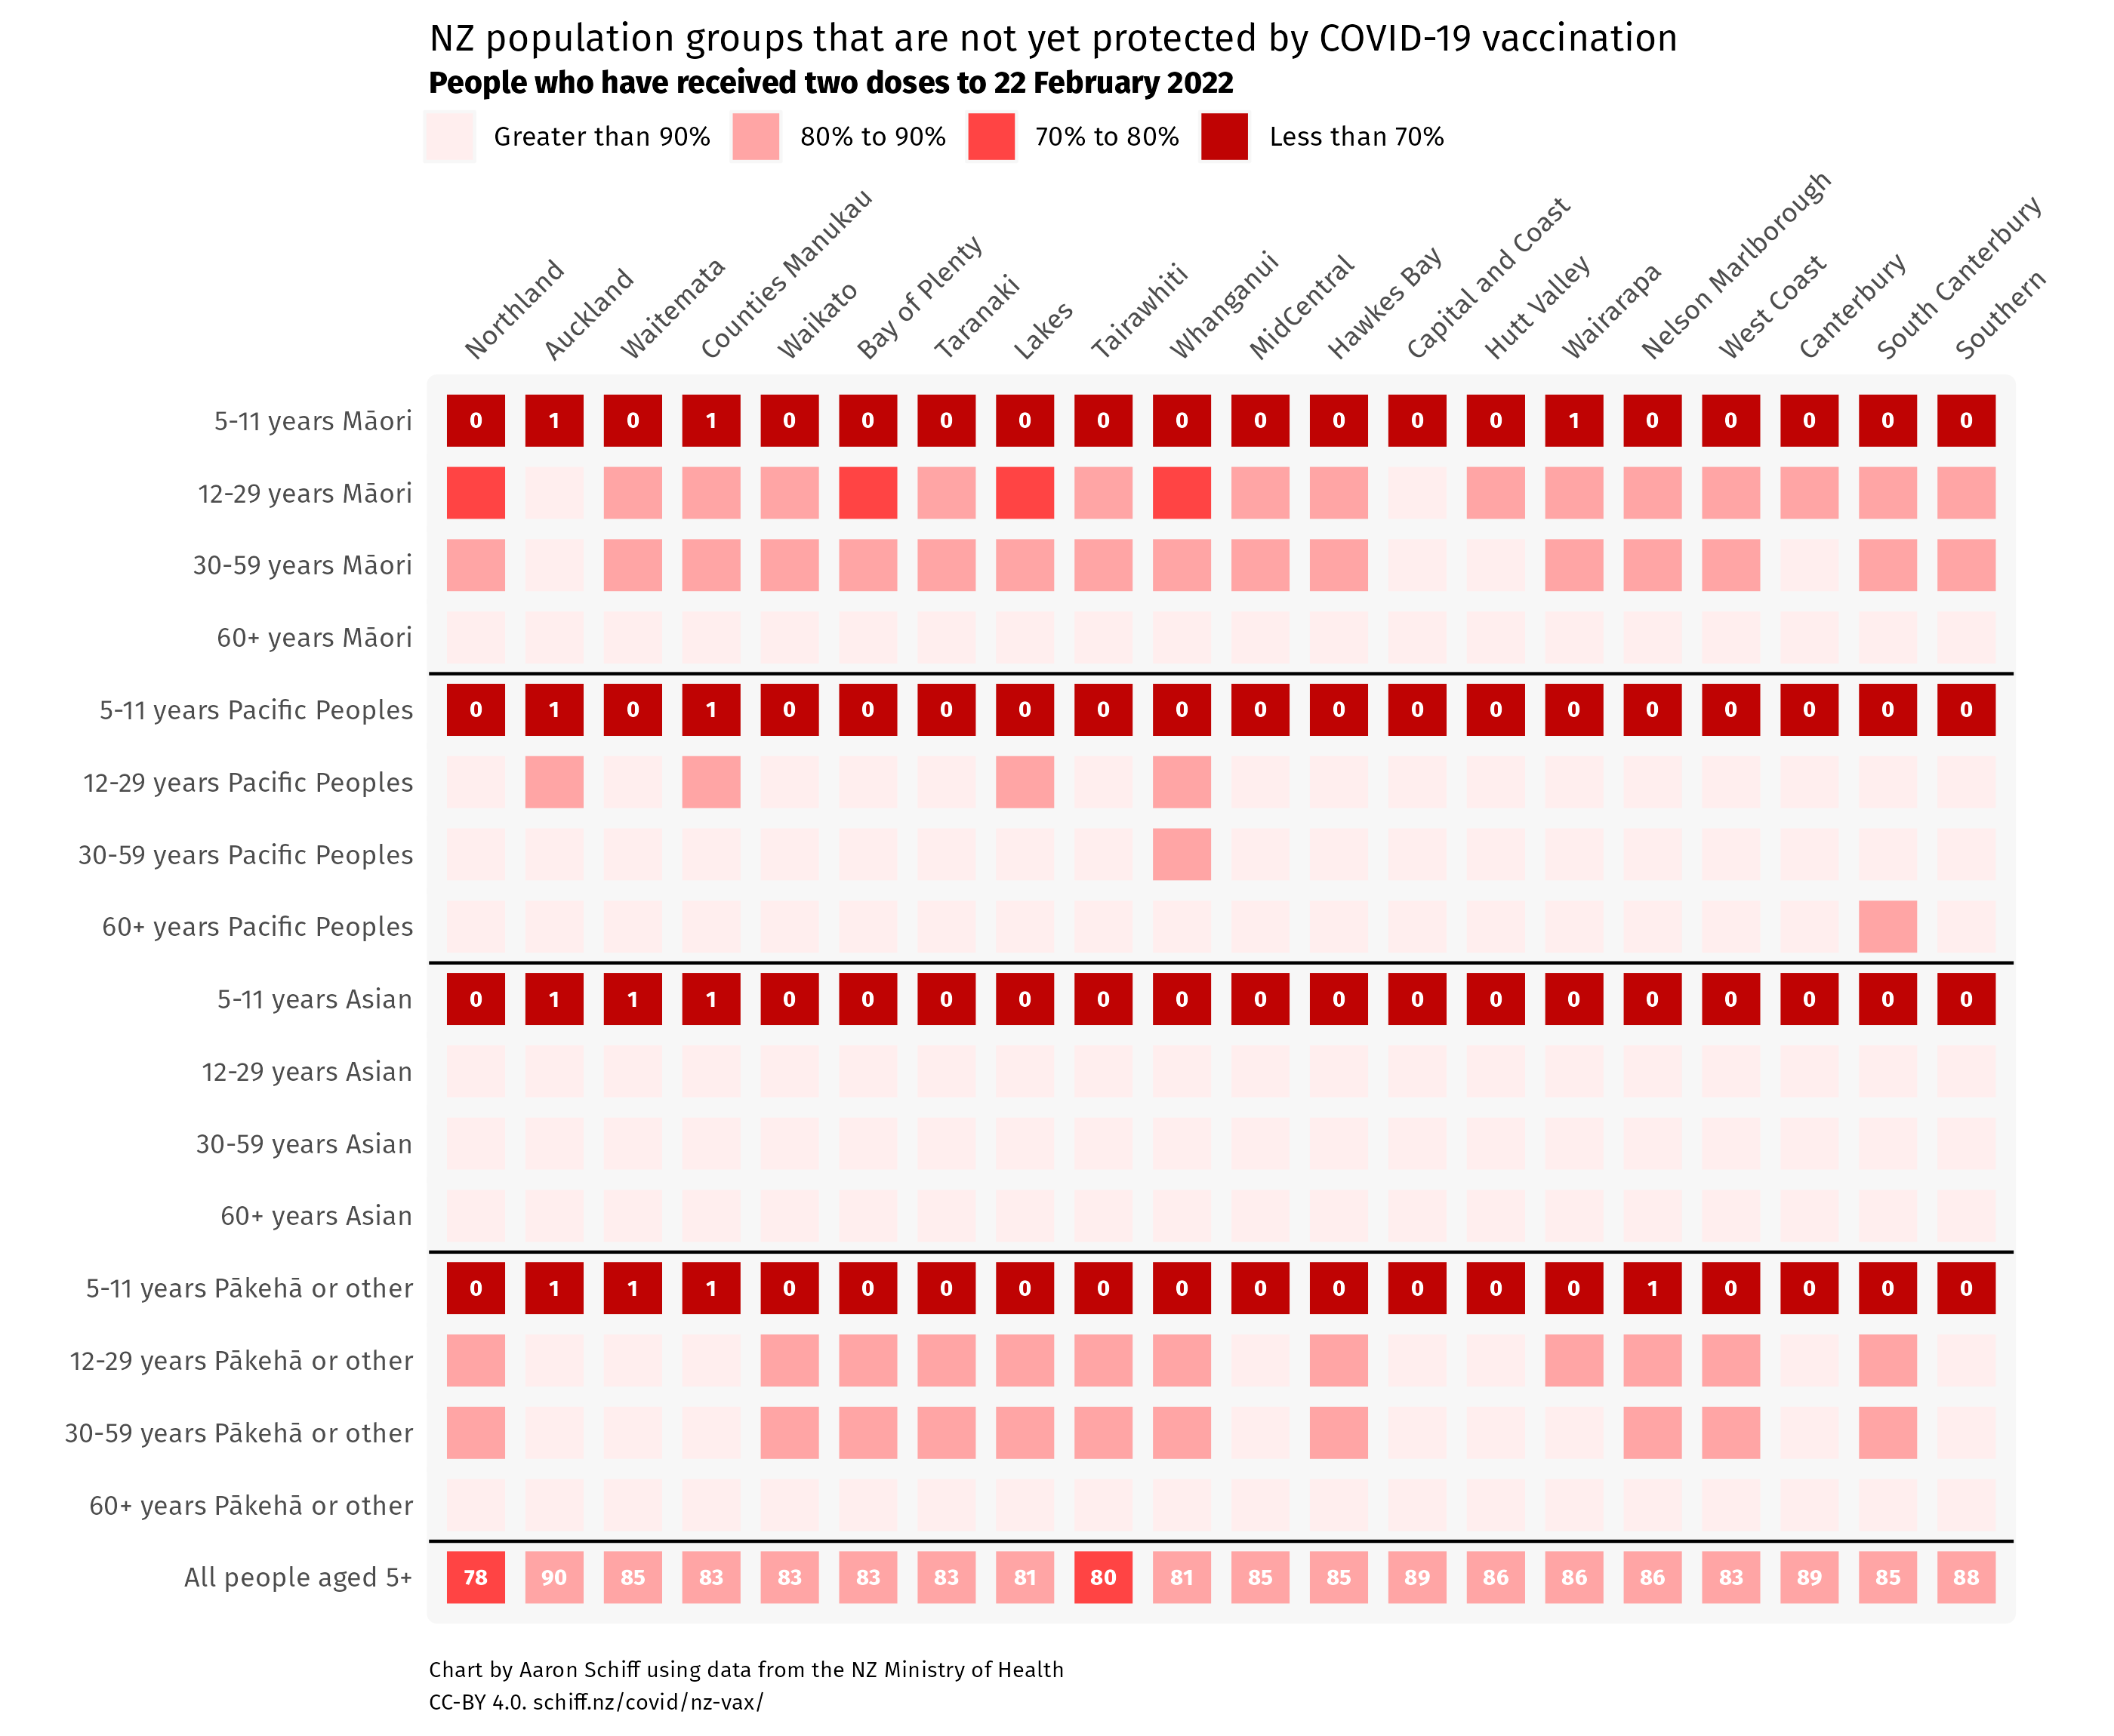 NZ population groups that are not yet protected by COVID-19 vaccination
People who have received two doses to 22 February 2022
Greater than 90% 80% to 90% 70% to 80% Less than 70%
Northland Auckland Waitemata Counties Manukau Waikato Bay of Plenty Taranaki Lakes Tairawhiti Whanganui MidCentral Hawkes Bay Capital and Coast Hutt Valley Wairarapa Nelson Marlborough West Coast Canterbury South Canterbury Southern
5-11 years Māori 0 1 0 1 0 0 0 0 0 0 0 0 0 0 1 0 0 0 0 0
12-29 years Māori
30-59 years Māori
60+ years Māori
5-11 years Pacific Peoples 0 1 0 1 0 0 0 0 0 0 0 0 0 0 0 0 0 0 0 0
12-29 years Pacific Peoples
30-59 years Pacific Peoples
60+ years Pacific Peoples
5-11 years Asian 0 1 1 1 0 0 0 0 0 0 0 0 0 0 0 0 0 0 0 0
12-29 years Asian
30-59 years Asian
60+ years Asian
5-11 years Pākehā or other 0 1 1 1 0 0 0 0 0 0 0 0 0 0 0 1 0 0 0 0
12-29 years Pākehā or other
30-59 years Pākehā or other
60+ years Pākehā or other
All people aged 5+ 78 90 85 83 83 83 83 81 80 81 85 85 89 86 86 86 83 89 85 88
Chart by Aaron Schiff using data from the NZ Ministry of Health
CC-BY 4.0. schiff.nz/covid/nz-vax/